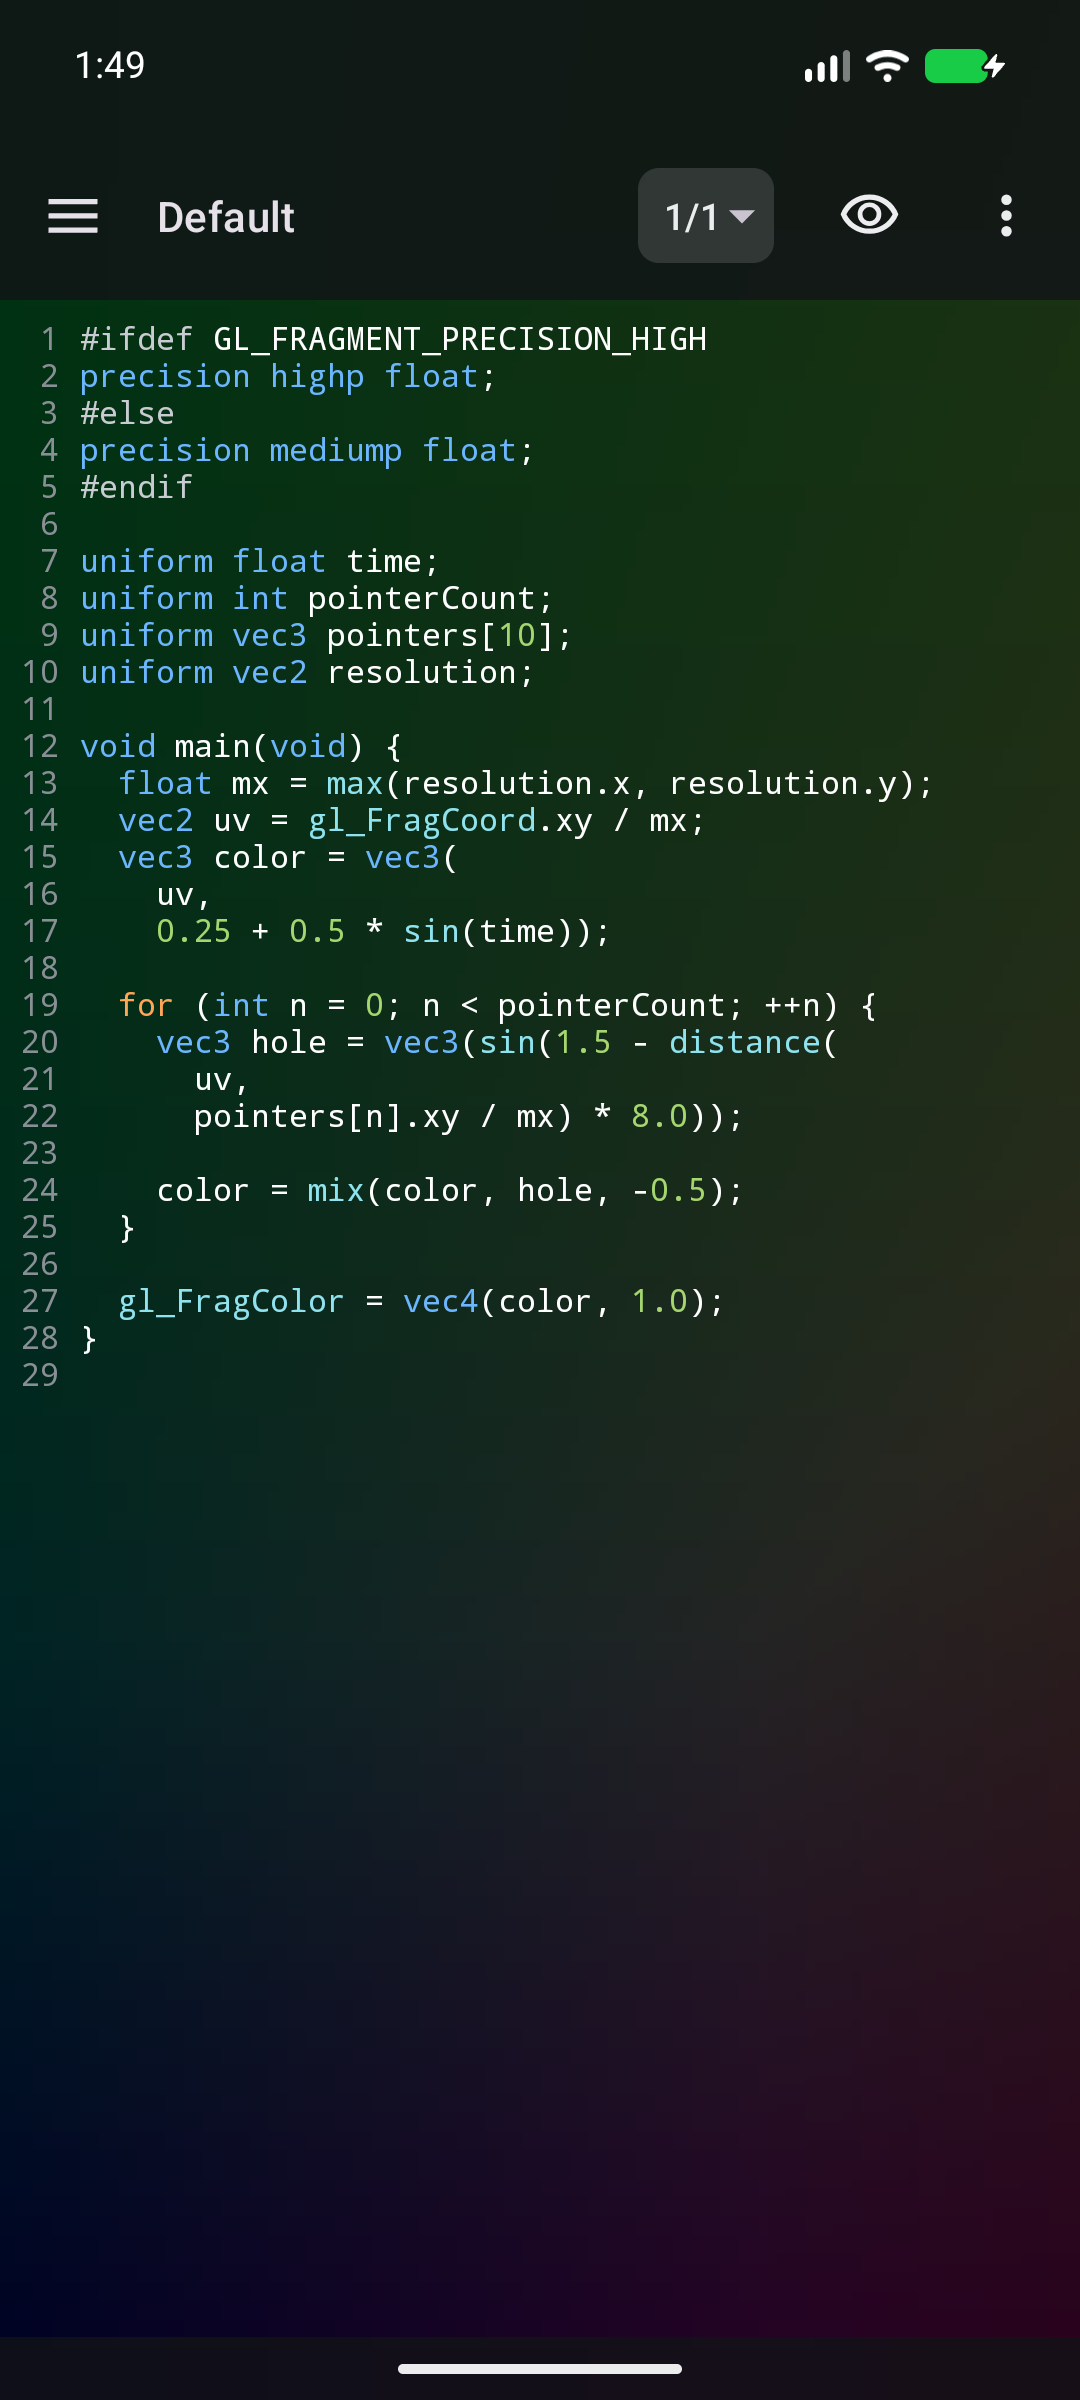 1:49
Default
1/1
1 #ifdef GL_FRAGMENT_PRECISION_HIGH
2 precision highp float;
3 #else
4 precision mediump float;
5 #endif
6
7 uniform float time;
8 uniform int pointerCount;
9 uniform vec3 pointers[10];
10 uniform vec2 resolution;
11
12 void main(void) {
13   float mx = max(resolution.x, resolution.y);
14   vec2 uv = gl_FragCoord.xy / mx;
15   vec3 color = vec3(
16     uv,
17     0.25 + 0.5 * sin(time));
18
19   for (int n = 0; n < pointerCount; ++n) {
20     vec3 hole = vec3(sin(1.5 - distance(
21       uv,
22       pointers[n].xy / mx) * 8.0));
23
24     color = mix(color, hole, -0.5);
25   }
26
27   gl_FragColor = vec4(color, 1.0);
28 }
29